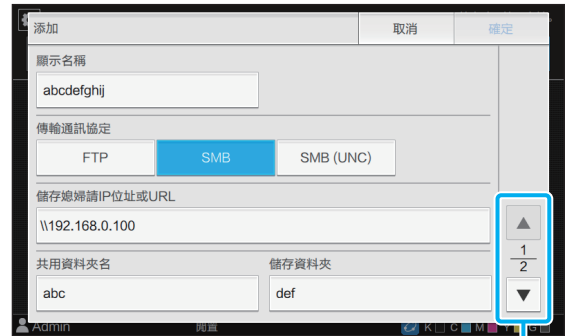 添加 取消 確定
顯示名稱
abcdefghij
傳輸通訊協定
FTP SMB SMB (UNC)
儲存媳婦請IP位址或URL
\\192.168.0.100
1
2
共用資料夾名 儲存資料夾
abc def
Admin 閒置 K C M Y G